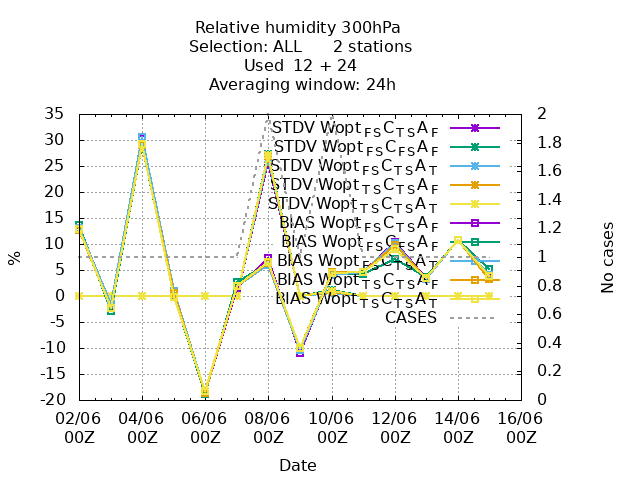 Relative humidity 300hPa
Selection: ALL 2 stations
Used 12 + 24
Averaging window: 24h
35
30
25
20
15
10
5
0
-5
-10
-15
-20
%
2
1.8
1.6
1.4
1.2
1
0.8
0.6
0.4
0.2
0
No cases
STDV Wopt FS C TS A F
STDV Wopt FS C FS A F
STDV Wopt FS C TS A T
STDV Wopt TS C TS A F
STDV Wopt TS C TS A T
BIAS Wopt FS C TS A F
BIAS Wopt FS C FS A F
BIAS Wopt FS C TS A T
BIAS Wopt TS C TS A F
BIAS Wopt TS C TS A T
CASES
02/06 04/06 06/06 08/06 10/06 12/06 14/06 16/06
00Z 00Z 00Z 00Z 00Z 00Z 00Z 00Z
Date